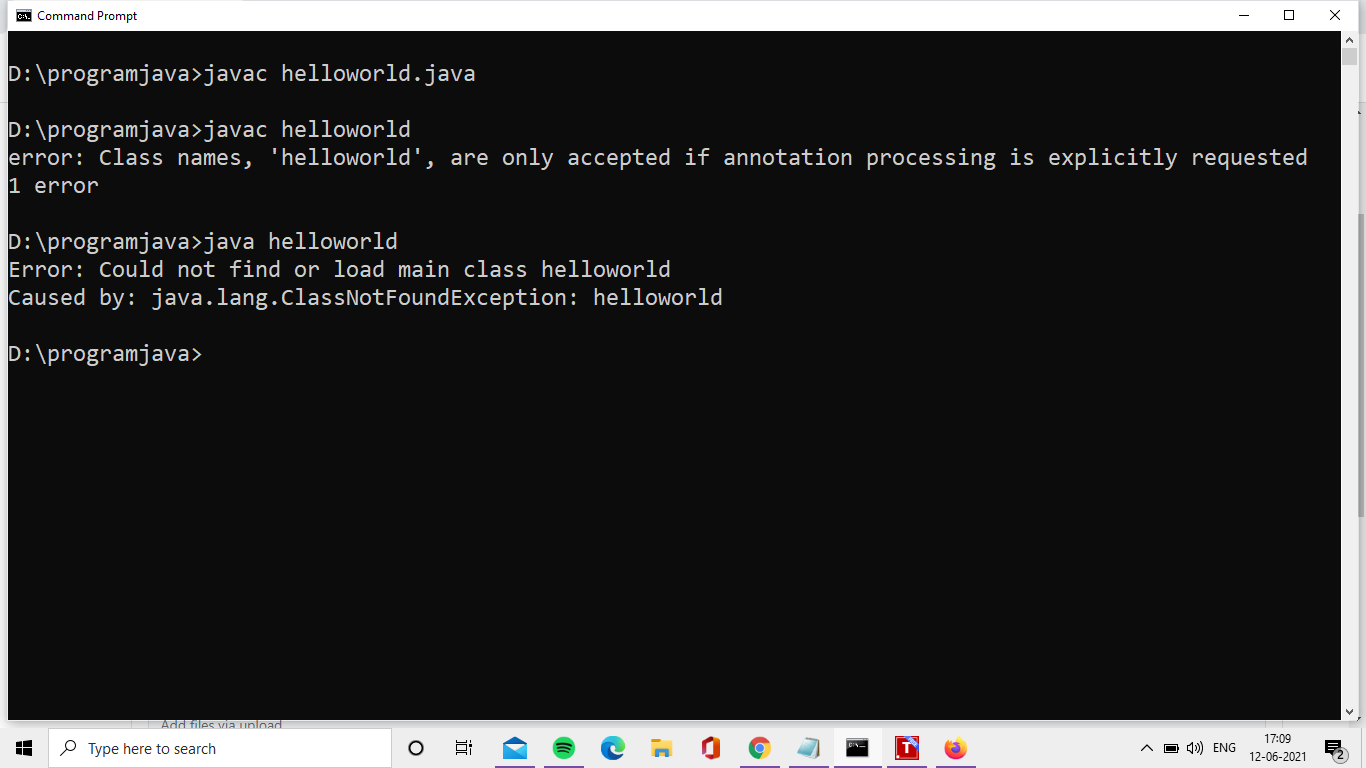 Command Prompt
D:\programjava>javac helloworld.java
D:\programjava>javac helloworld
error: Class names, 'helloworld', are only accepted if annotation processing is explicitly requested
1 error
D:\programjava>java helloworld
Error: Could not find or load main class helloworld
Caused by: java.lang.ClassNotFoundException: helloworld
D:\programjava>
Add files via upload
Type here to search
ENG
17:09
12-06-2021
2